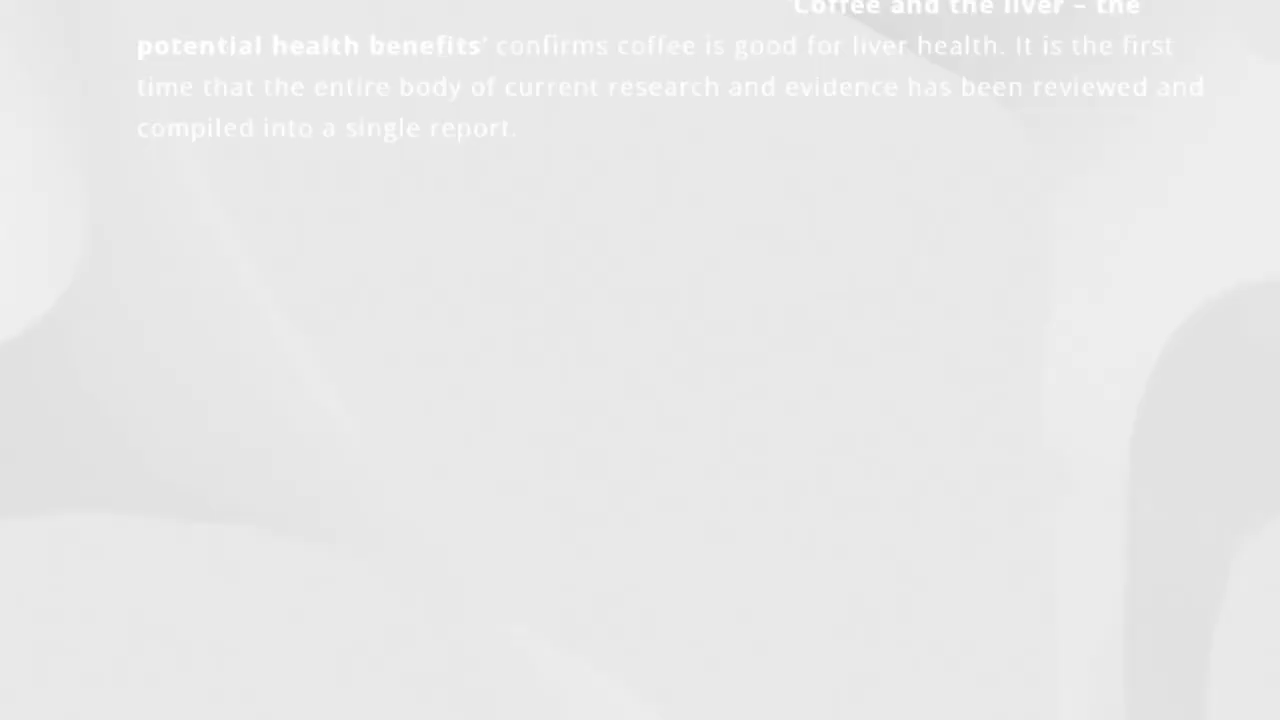 ‘Coffee and the liver – the
potential health benefits’ confirms coffee is good for liver health. It is the first
time that the entire body of current research and evidence has been reviewed and
compiled into a single report.